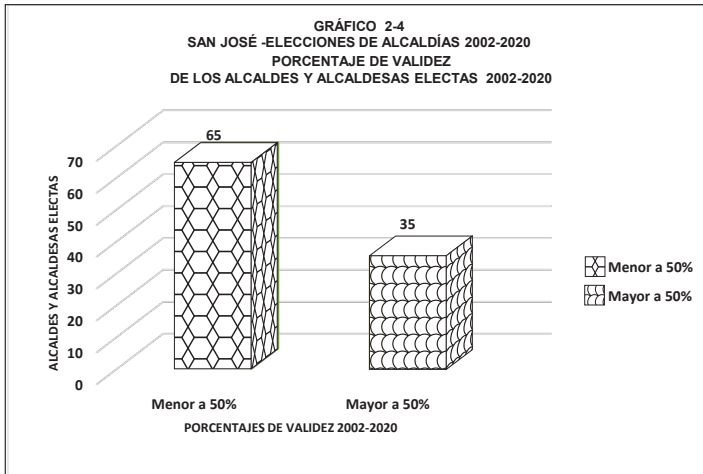 GRÁFICO 2-4
SAN JOSÉ -ELECCIONES DE ALCALDÍAS 2002-2020
PORCENTAJE DE VALIDEZ
DE LOS ALCALDES Y ALCALDESAS ELECTAS 2002-2020
ALCALDES Y ALCALDESAS ELECTAS
70
60
50
40
30
20
10
0
65
35
Menor a 50%
Mayor a 50%
PORCENTAJES DE VALIDEZ 2002-2020
Menor a 50%
Mayor a 50%